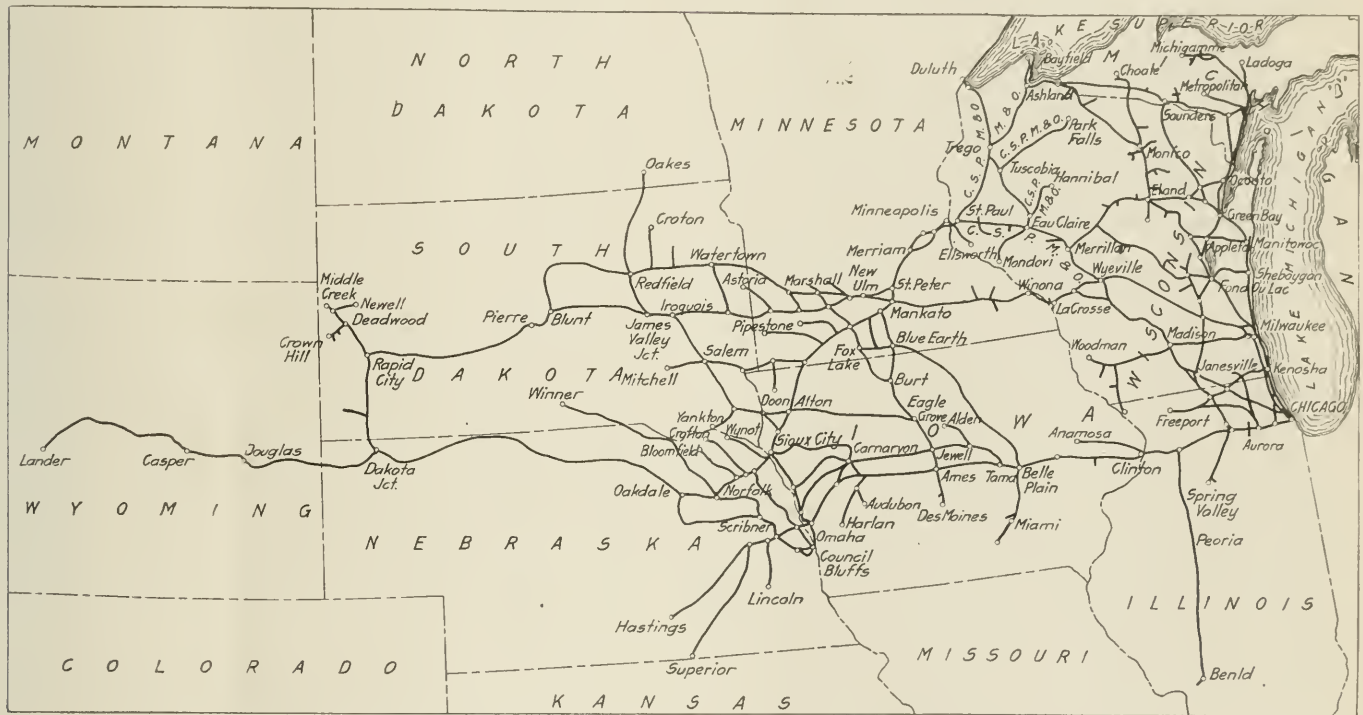 LAKE SUPERIOR
NORTH
DAKOTA
MONTANA
MINNESOTA
Duluth
Bayfield
Ashland
Michigamme
Choate
Ladoga
Metropolitan
Saunders
M. & O.
M. & O.
C. S. P. M. & O.
Park
Falls
Trego
C. S. P.
Tuscobia
Hannibal
C. S. P.
M. & O.
Montco
Eland
Oconto
Oakes
Croton
Minneapolis
St. Paul
C. S. P. M. & O.
Eau Claire
Green Bay
MICHIGAN
LAKE MICHIGAN
SOUTH
DAKOTA
Watertown
Merriam
Ellsworth
Mondovi
Merrillan
Appleton
Manitowoc
Middle
Creek
Newell
Deadwood
Redfield
Astoria
Marshall
New
Ulm
St. Peter
Winona
Wyeville
WISCONSIN
Sheboygan
Fond Du Lac
Crown
Hill
Pierre
Blunt
Iroquois
James
Valley
Jct.
Pipestone
Mankato
La Crosse
Madison
Milwaukee
Rapid
City
Mitchell
Salem
Fox
Lake
Blue Earth
Woodman
Janesville
Kenosha
Winner
Doon
Alton
Burt
Eagle
Grove
Alden
IOWA
Freeport
CHICAGO
Yankton
Crofton
Wynot
Bloomfield
Sioux City
Carnarvon
Jewell
Anamosa
Aurora
Lander
Casper
Douglas
Dakota
Jct.
Oakdale
Norfolk
Ames
Tama
Belle
Plain
Clinton
Spring
Valley
WYOMING
Scribner
Audubon
Harlan
Des Moines
Miami
NEBRASKA
Omaha
Council
Bluffs
Peoria
Lincoln
ILLINOIS
Hastings
Superior
COLORADO
MISSOURI
KANSAS
Benld